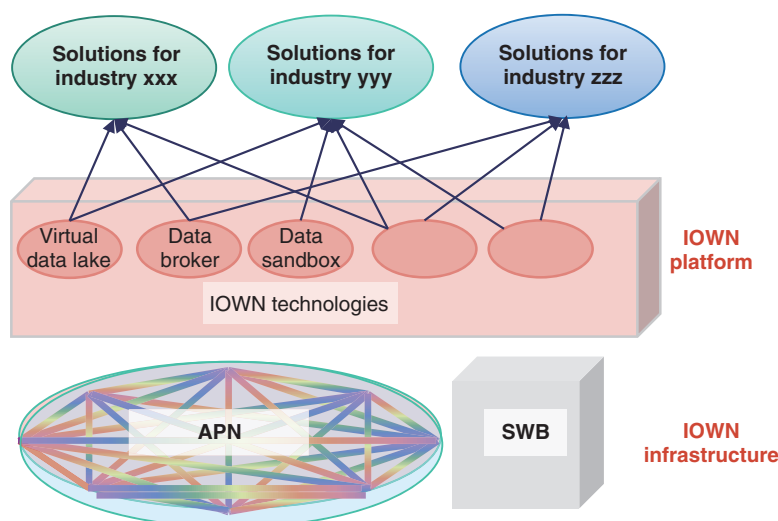 Solutions for
industry xxx
Solutions for
industry yyy
Solutions for
industry zzz
Virtual
data lake
Data
broker
Data
sandbox
IOWN
platform
IOWN technologies
APN
SWB
IOWN
infrastructure